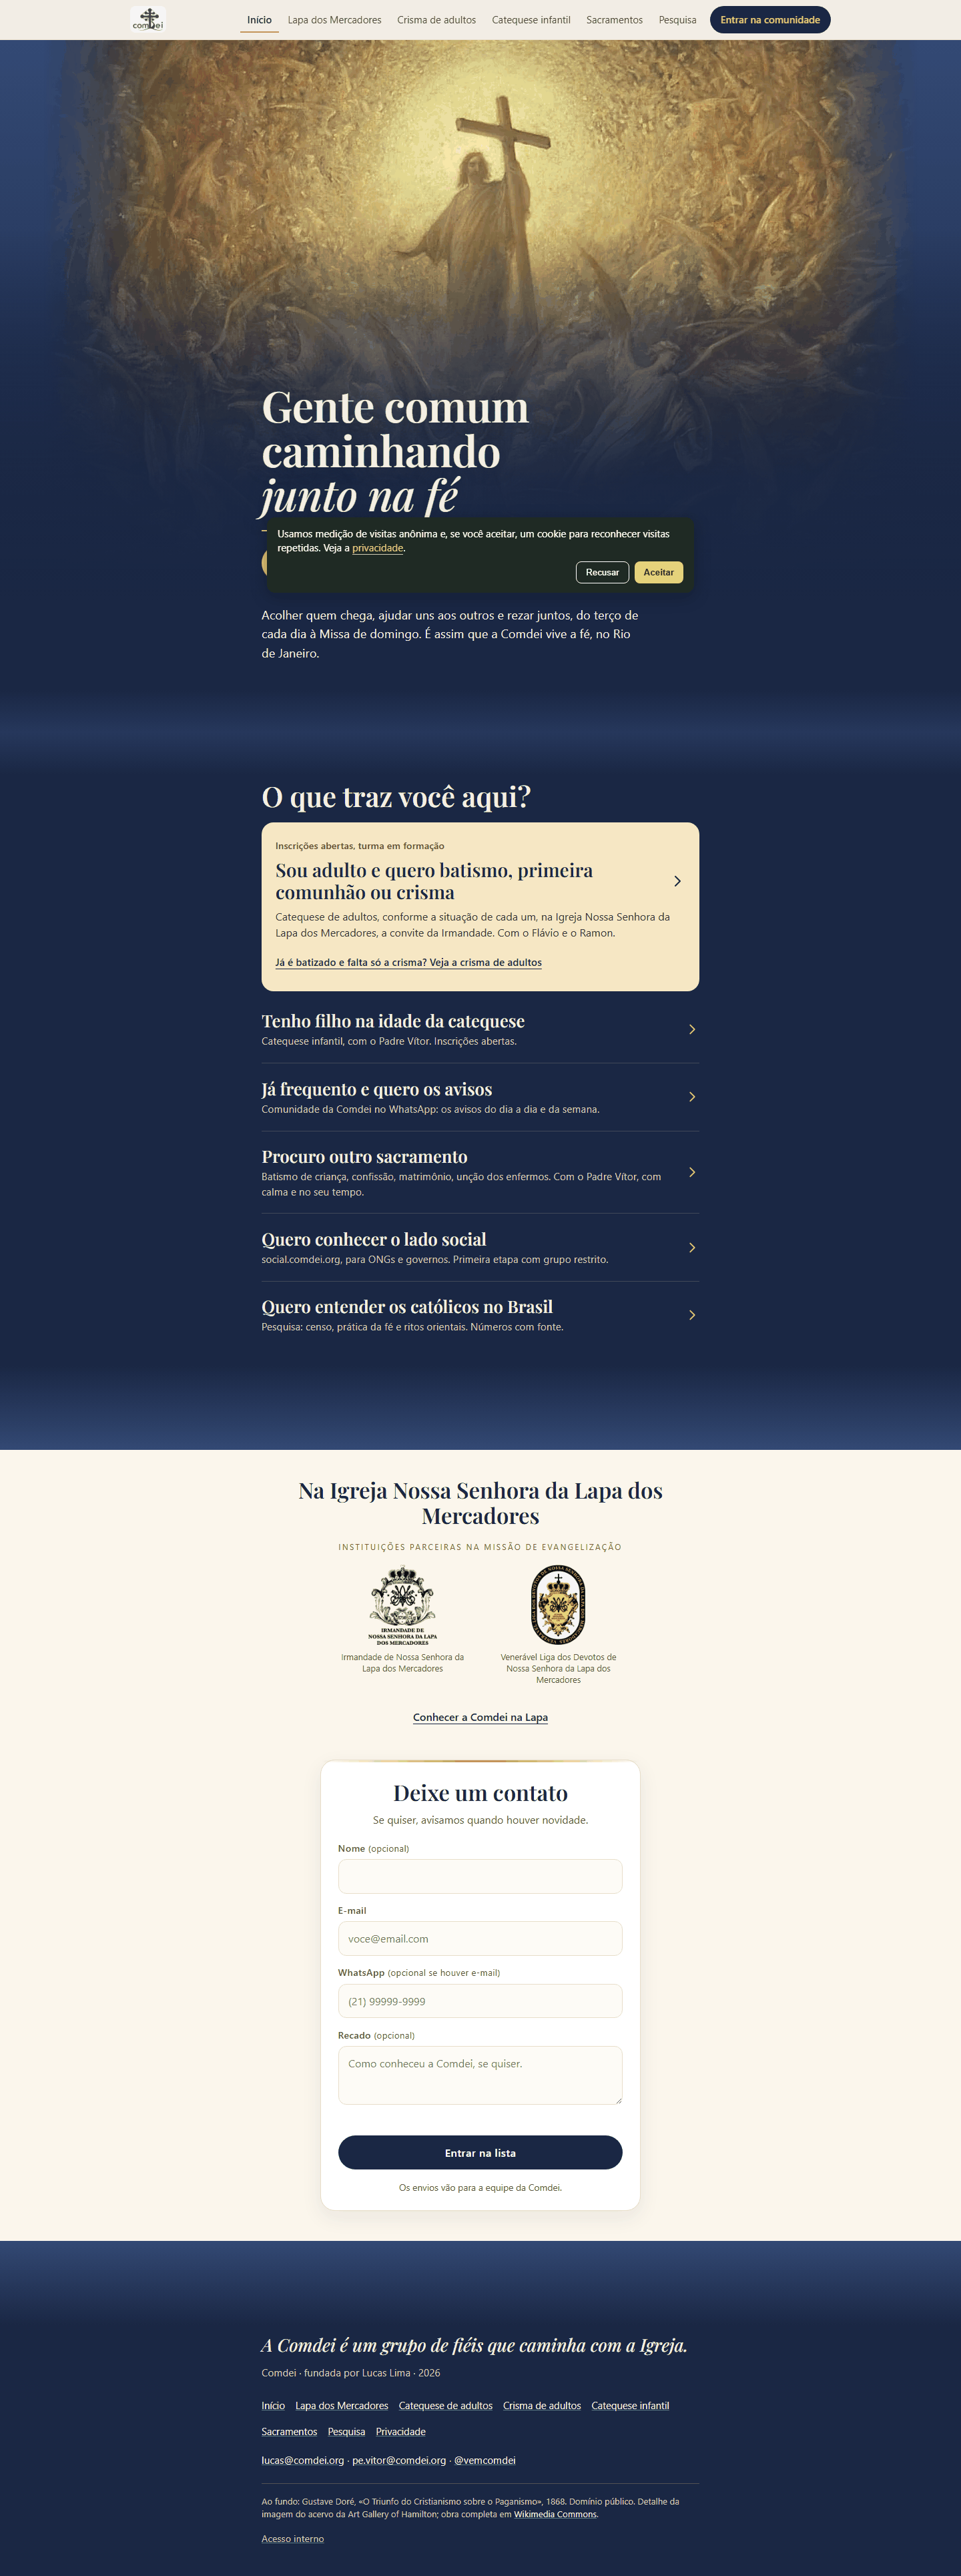 comDei
Início
Lapa dos Mercadores
Crisma de adultos
Catequese infantil
Sacramentos
Pesquisa
Entrar na comunidade
Gente comum
caminhando
junto na fé
Usamos medição de visitas anônima e, se você aceitar, um cookie para reconhecer visitas
repetidas. Veja a privacidade.
Recusar
Aceitar
Acolher quem chega, ajudar uns aos outros e rezar juntos, do terço de
cada dia à Missa de domingo. É assim que a Comdei vive a fé, no Rio
de Janeiro.
O que traz você aqui?
Inscrições abertas, turma em formação
Sou adulto e quero batismo, primeira
comunhão ou crisma
Catequese de adultos, conforme a situação de cada um, na Igreja Nossa Senhora da
Lapa dos Mercadores, a convite da Irmandade. Com o Flávio e o Ramon.
Já é batizado e falta só a crisma? Veja a crisma de adultos
Tenho filho na idade da catequese
Catequese infantil, com o Padre Vítor. Inscrições abertas.
Já frequento e quero os avisos
Comunidade da Comdei no WhatsApp: os avisos do dia a dia e da semana.
Procuro outro sacramento
Batismo de criança, confissão, matrimônio, unção dos enfermos. Com o Padre Vítor, com
calma e no seu tempo.
Quero conhecer o lado social
social.comdei.org, para ONGs e governos. Primeira etapa com grupo restrito.
Quero entender os católicos no Brasil
Pesquisa: censo, prática da fé e ritos orientais. Números com fonte.
Na Igreja Nossa Senhora da Lapa dos
Mercadores
INSTITUIÇÕES PARCEIRAS NA MISSÃO DE EVANGELIZAÇÃO
IRMANDADE DE
NOSSA SENHORA DA LAPA
DOS MERCADORES
Irmandade de Nossa Senhora da
Lapa dos Mercadores
Venerável Liga dos Devotos de
Nossa Senhora da Lapa dos
Mercadores
Conhecer a Comdei na Lapa
Deixe um contato
Se quiser, avisamos quando houver novidade.
Nome (opcional)
E-mail
voce@email.com
WhatsApp (opcional se houver e-mail)
(21) 99999-9999
Recado (opcional)
Como conheceu a Comdei, se quiser.
Entrar na lista
Os envios vão para a equipe da Comdei.
A Comdei é um grupo de fiéis que caminha com a Igreja.
Comdei · fundada por Lucas Lima · 2026
Início Lapa dos Mercadores Catequese de adultos Crisma de adultos Catequese infantil
Sacramentos Pesquisa Privacidade
lucas@comdei.org · pe.vitor@comdei.org · @vemcomdei
Ao fundo: Gustave Doré, «O Triunfo do Cristianismo sobre o Paganismo», 1868. Domínio público. Detalhe da
imagem do acervo da Art Gallery of Hamilton; obra completa em Wikimedia Commons.
Acesso interno